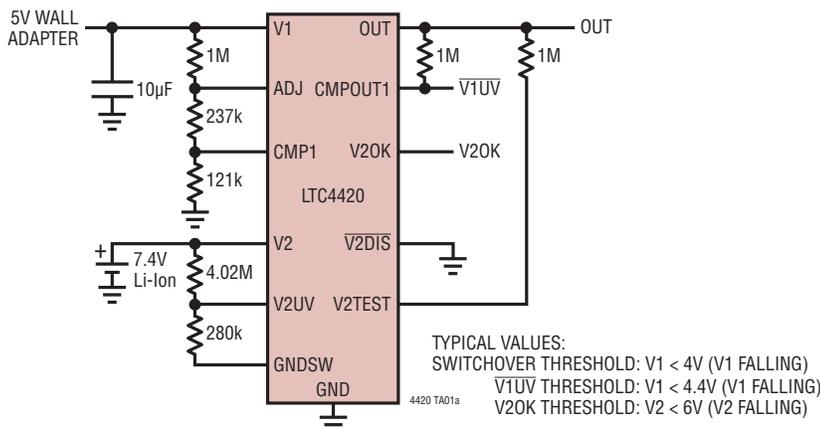 5V WALL
ADAPTER
V1
OUT
OUT
1M
1M
1M
10µF
ADJ
CMPOUT1
V1UV
237k
CMP1
V2OK
V2OK
121k
LTC4420
V2
V2DIS
+
7.4V
Li-Ion
4.02M
V2UV
V2TEST
280k
GNDSW
GND
4420 TA01a
TYPICAL VALUES:
SWITCHOVER THRESHOLD: V1 < 4V (V1 FALLING)
V1UV THRESHOLD: V1 < 4.4V (V1 FALLING)
V2OK THRESHOLD: V2 < 6V (V2 FALLING)